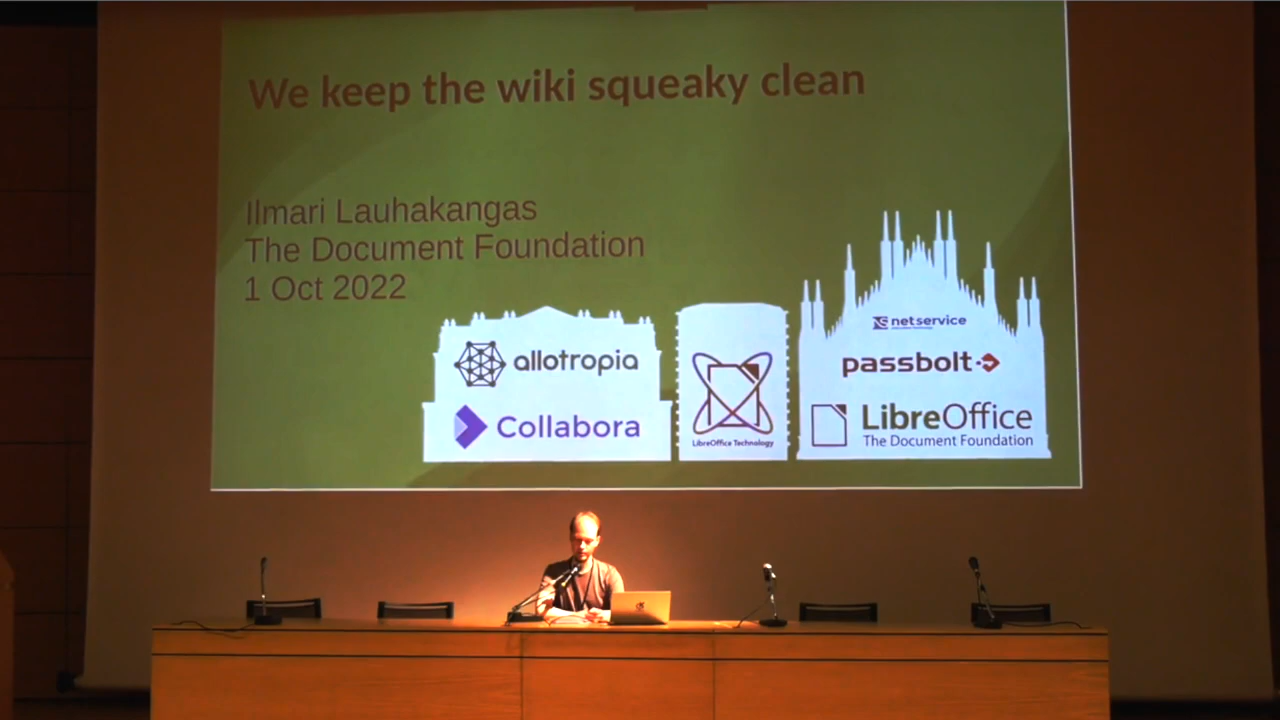 We keep the wiki squeaky clean
Ilmari Lauhakangas
The Document Foundation
1 Oct 2022
netservice
allotropia
passbolt
Collabora
LibreOffice Technology
LibreOffice
The Document Foundation